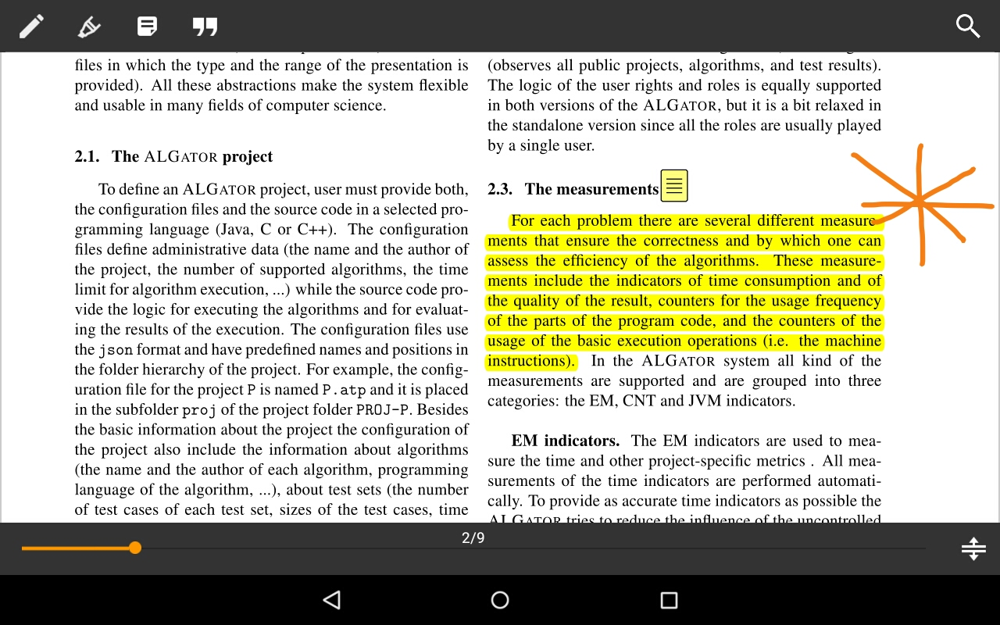 files in which the type and the range of the presentation is
provided). All these abstractions make the system flexible
and usable in many fields of computer science.
2.1. The ALGATOR project
To define an ALGATOR project, user must provide both,
the configuration files and the source code in a selected pro-
gramming language (Java, C or C++). The configuration
files define administrative data (the name and the author of
the project, the number of supported algorithms, the time
limit for algorithm execution, ...) while the source code pro-
vide the logic for executing the algorithms and for evaluat-
ing the results of the execution. The configuration files use
the json format and have predefined names and positions in
the folder hierarchy of the project. For example, the config-
uration file for the project P is named P.atp and it is placed
in the subfolder proj of the project folder PROJ-P. Besides
the basic information about the project the configuration of
the project also include the information about algorithms
(the name and the author of each algorithm, programming
language of the algorithm, ...), about test sets (the number
of test cases of each test set, sizes of the test cases, time
(observes all public projects, algorithms, and test results).
The logic of the user rights and roles is equally supported
in both versions of the ALGATOR, but it is a bit relaxed in
the standalone version since all the roles are usually played
by a single user.
2.3. The measurements
For each problem there are several different measure-
ments that ensure the correctness and by which one can
assess the efficiency of the algorithms. These measure-
ments include the indicators of time consumption and of
the quality of the result, counters for the usage frequency
of the parts of the program code, and the counters of the
usage of the basic execution operations (i.e. the machine
instructions). In the ALGATOR system all kind of the
measurements are supported and are grouped into three
categories: the EM, CNT and JVM indicators.
EM indicators. The EM indicators are used to mea-
sure the time and other project-specific metrics . All mea-
surements of the time indicators are performed automati-
cally. To provide as accurate time indicators as possible the
ALGATOR tries to reduce the influence of the uncontrolled
2/9